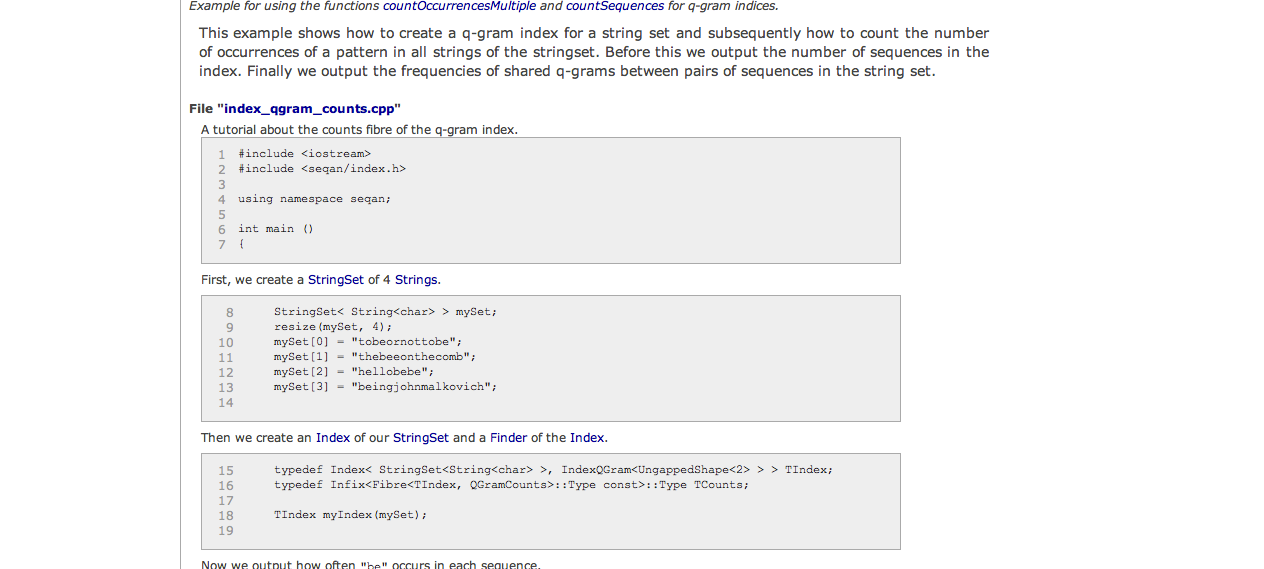 Example for using the functions countOccurrencesMultiple and countSequences for q-gram indices.
This example shows how to create a q-gram index for a string set and subsequently how to count the number
of occurrences of a pattern in all strings of the stringset. Before this we output the number of sequences in the
index. Finally we output the frequencies of shared q-grams between pairs of sequences in the string set.
File "index_qgram_counts.cpp"
A tutorial about the counts fibre of the q-gram index.
1 #include <iostream>
2 #include <seqan/index.h>
3
4 using namespace seqan;
5
6 int main ()
7 {
First, we create a StringSet of 4 Strings.
8 StringSet< String<char> > mySet;
9 resize(mySet, 4);
10 mySet[0] = "tobeornottobe";
11 mySet[1] = "thebeeonthecomb";
12 mySet[2] = "hellobebe";
13 mySet[3] = "beingjohnmalkovich";
14
Then we create an Index of our StringSet and a Finder of the Index.
15 typedef Index< StringSet<String<char> >, IndexQGram<UngappedShape<2> > > TIndex;
16 typedef Infix<Fibre<TIndex, QGramCounts>::Type const>::Type TCounts;
17
18 TIndex myIndex(mySet);
19
Now we output how often "be" occurs in each sequence.